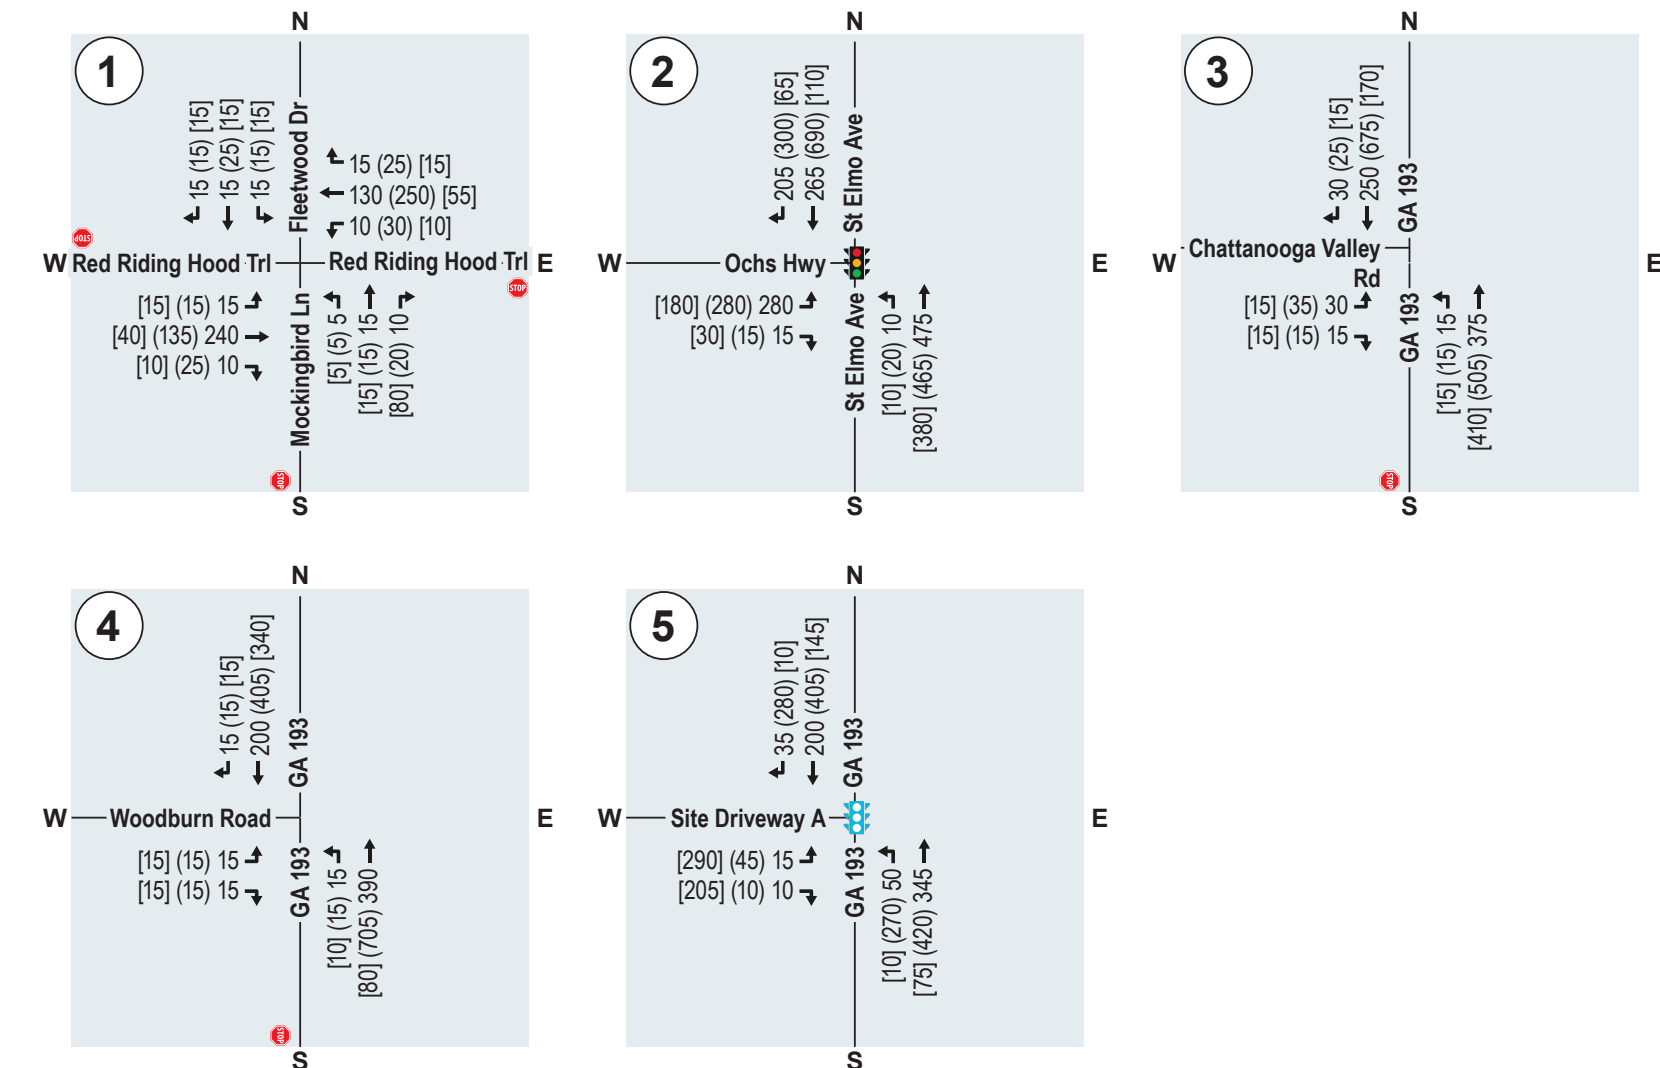 N
1
15 (15) [15]
15 (25) [15]
15 (15) [15]
Fleetwood Dr
15 (25) [15]
130 (250) [55]
10 (30) [10]
STOP
W Red Riding Hood Trl
Red Riding Hood Trl E
STOP
[15] (15) 15
[40] (135) 240
[10] (25) 10
Mockingbird Ln
[5] (5) 5
[15] (15) 15
[80] (20) 10
STOP
S
N
2
205 (300) [65]
265 (690) [110]
St Elmo Ave
W Ochs Hwy E
[180] (280) 280
[30] (15) 15
St Elmo Ave
[10] (20) 10
[380] (465) 475
S
N
3
30 (25) [15]
250 (675) [170]
GA 193
W Chattanooga Valley E
Rd
[15] (35) 30
[15] (15) 15
GA 193
[15] (15) 15
[410] (505) 375
STOP
S
N
4
15 (15) [15]
200 (405) [340]
GA 193
W Woodburn Road E
[15] (15) 15
[15] (15) 15
GA 193
[10] (15) 15
[80] (705) 390
STOP
S
N
5
35 (280) [10]
200 (405) [145]
GA 193
W Site Driveway A E
[290] (45) 15
[205] (10) 10
GA 193
[10] (270) 50
[75] (420) 345
S